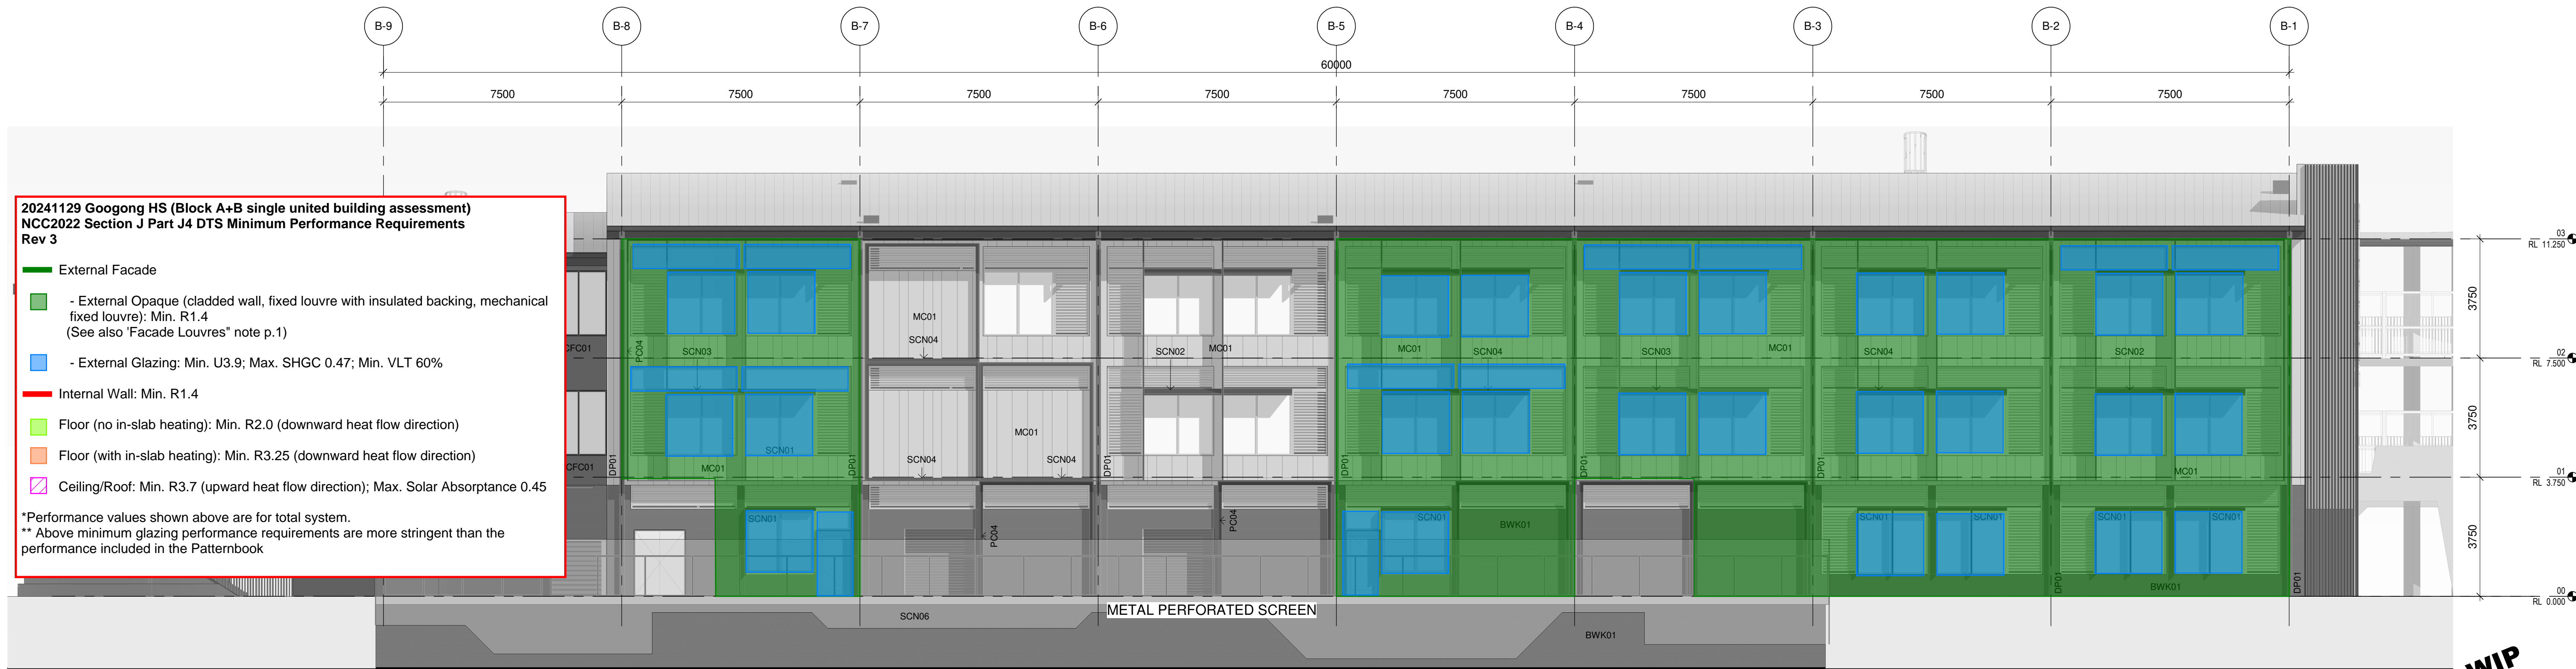 B-9 B-8 B-7 B-6 B-5 B-4 B-3 B-2 B-1
60000
7500 7500 7500 7500 7500 7500 7500 7500
20241129 Googong HS (Block A+B single united building assessment)
NCC2022 Section J Part J4 DTS Minimum Performance Requirements
Rev 3
External Facade
- External Opaque (cladded wall, fixed louvre with insulated backing, mechanical
fixed louvre): Min. R1.4
(See also 'Facade Louvres" note p.1)
- External Glazing: Min. U3.9; Max. SHGC 0.47; Min. VLT 60%
Internal Wall: Min. R1.4
Floor (no in-slab heating): Min. R2.0 (downward heat flow direction)
Floor (with in-slab heating): Min. R3.25 (downward heat flow direction)
Ceiling/Roof: Min. R3.7 (upward heat flow direction); Max. Solar Absorptance 0.45
*Performance values shown above are for total system.
** Above minimum glazing performance requirements are more stringent than the
performance included in the Patternbook
03
RL 11.250
3750
MC01
SCN04
CFC01 PC04 SCN03 SCN02 MC01 MC01 SCN04 SCN03 MC01 SCN04 SCN02
02
RL 7.500
3750
MC01
SCN01
CFC01 DP01 MC01 DP01 SCN04 SCN04 DP01 DP01 DP01 DP01 MC01
01
RL 3.750
3750
SCN01 PC04 PC04 SCN01 BWK01 SCN01 SCN01 SCN01 SCN01
DP01 BWK01 DP01
00
RL 0.000
METAL PERFORATED SCREEN
SCN06
BWK01
WIP